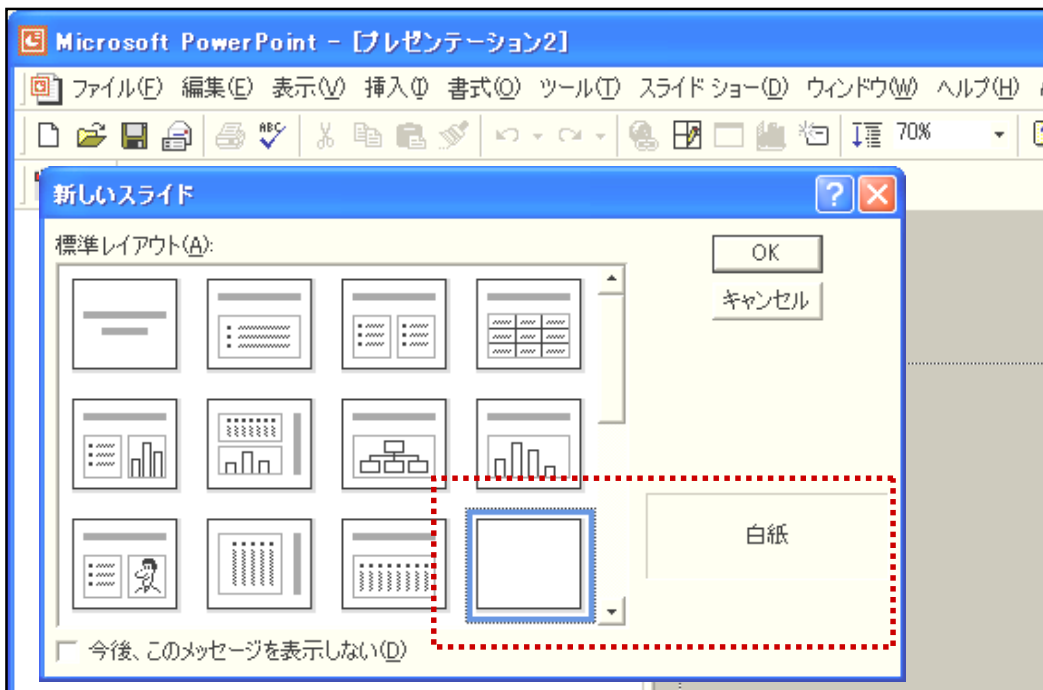 Microsoft PowerPoint - [プレゼンテーション2]
ファイル(F) 編集(E) 表示(V) 挿入(I) 書式(O) ツール(T) スライド ショー(D) ウィンドウ(W) ヘルプ(H)
ABC 70%
新しいスライド
標準レイアウト(A):
OK
キャンセル
白紙
今後、このメッセージを表示しない(D)